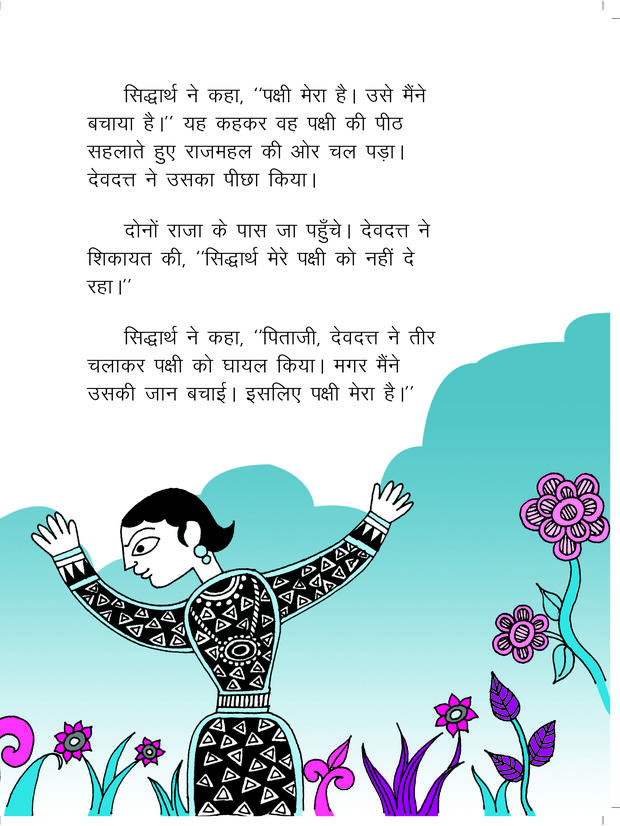 सिद्धार्थ ने कहा, ‘‘पक्षी मेरा है। उसे मैंने
बचाया है।’’ यह कहकर वह पक्षी की पीठ
सहलाते हुए राजमहल की ओर चल पड़ा।
देवदत्त ने उसका पीछा किया।
दोनों राजा के पास जा पहुँचे। देवदत्त ने
शिकायत की, ‘‘सिद्धार्थ मेरे पक्षी को नहीं दे
रहा।’’
सिद्धार्थ ने कहा, ‘‘पिताजी, देवदत्त ने तीर
चलाकर पक्षी को घायल किया। मगर मैंने
उसकी जान बचाई। इसलिए पक्षी मेरा है।’’